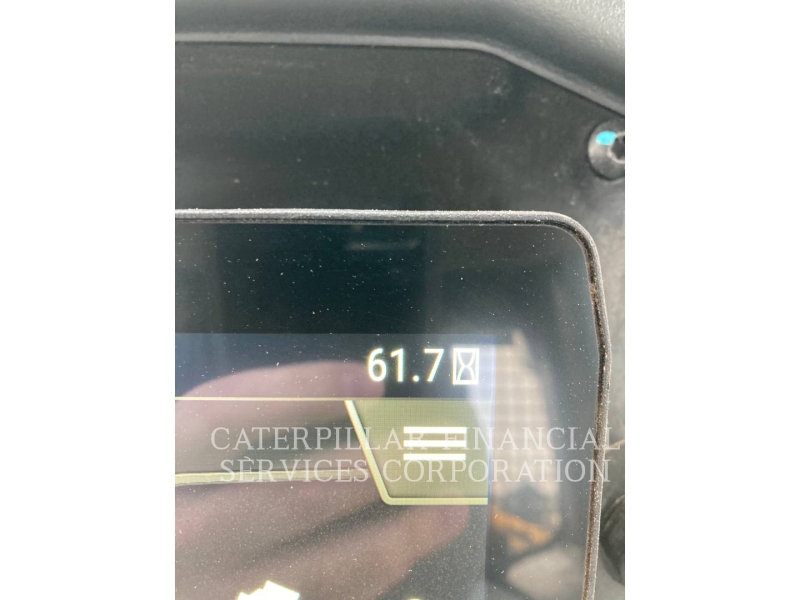 61.7
CATERPILLAR FINANCIAL
SERVICES CORPORATION